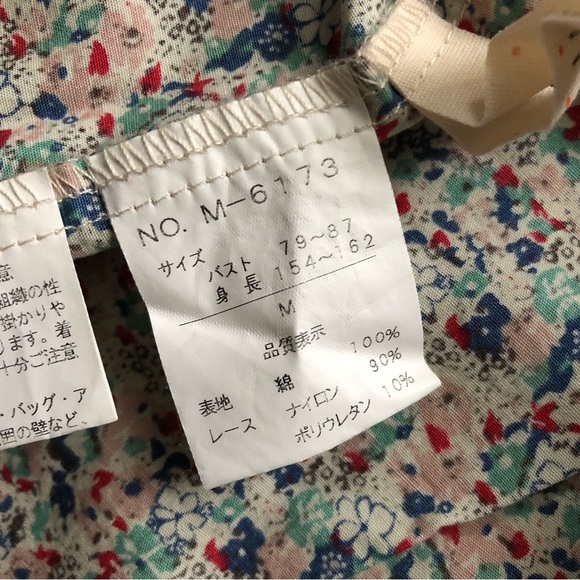 NO. M-6173
サイズ
バスト 79~87
身長 154~162
M
品質表示
表地 綿 100%
レース ナイロン 90%
ポリウレタン 10%
意
組織の性
掛かりや
ます。着
十分ご注意
・バッグ・ア
囲の壁など、